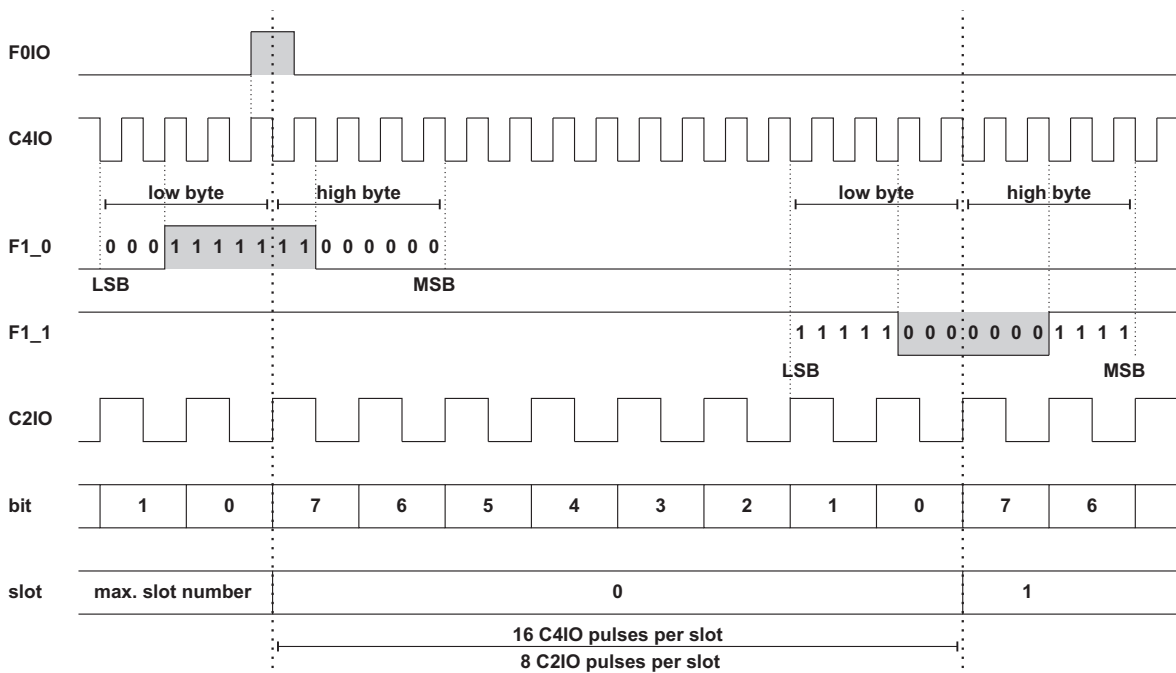 F0IO
C4IO
low byte high byte low byte high byte
F1_0 0 0 0 1 1 1 1 1 1 1 0 0 0 0 0 0
LSB MSB
F1_1 1 1 1 1 1 0 0 0 0 0 0 0 1 1 1 1
LSB MSB
C2IO
bit 1 0 7 6 5 4 3 2 1 0 7 6
slot max. slot number 0 1
16 C4IO pulses per slot
8 C2IO pulses per slot